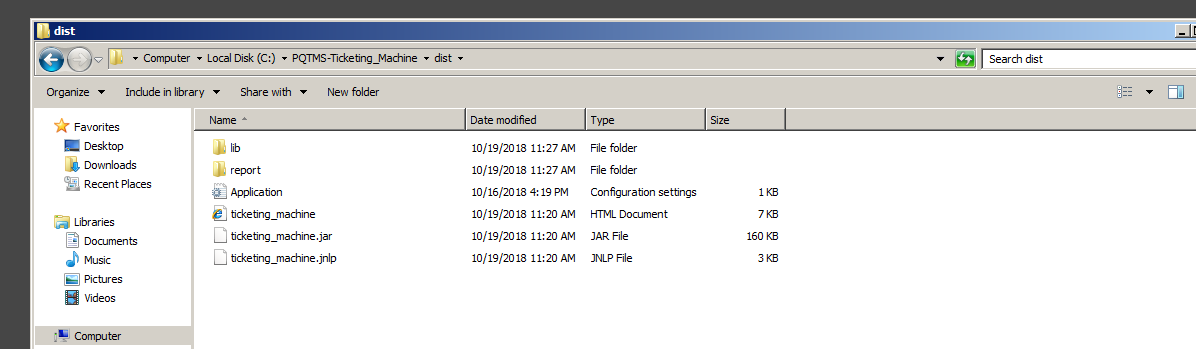 dist
Computer Local Disk (C:) PQTMS-Ticketing_Machine dist Search dist
Organize Include in library Share with New folder
Favorites
Desktop
Downloads
Recent Places
Libraries
Documents
Music
Pictures
Videos
Computer
Name Date modified Type Size
lib 10/19/2018 11:27 AM File folder
report 10/19/2018 11:27 AM File folder
Application 10/16/2018 4:19 PM Configuration settings 1 KB
ticketing_machine 10/19/2018 11:20 AM HTML Document 7 KB
ticketing_machine.jar 10/19/2018 11:20 AM JAR File 160 KB
ticketing_machine.jnlp 10/19/2018 11:20 AM JNLP File 3 KB